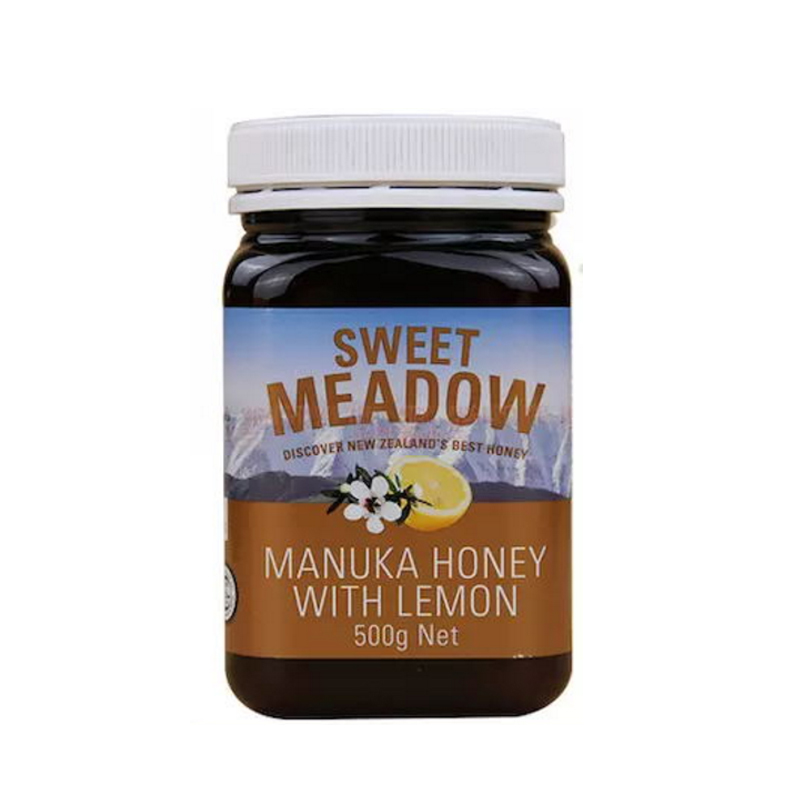 SWEET
MEADOW
DISCOVER NEW ZEALAND'S BEST HONEY
MANUKA HONEY
WITH LEMON
500g Net